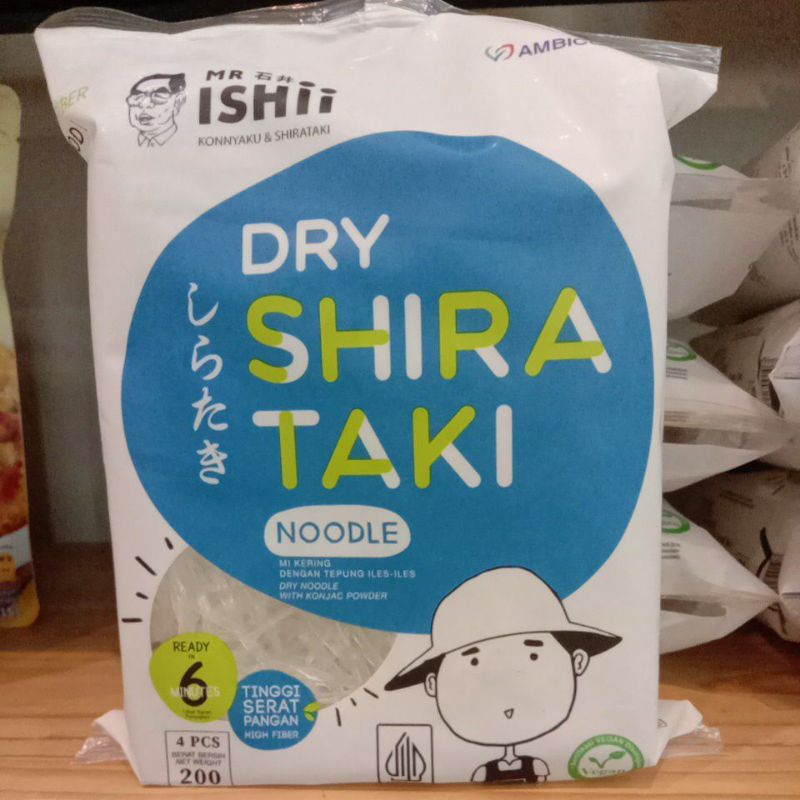 MR 石井
ISHii
KONNYAKU & SHIRATAKI
DRY
SHIRA
TAKI
しらたき
NOODLE
MI KERING
DENGAN TEPUNG ILES-ILES
DRY NOODLE
WITH KONJAC POWDER
READY
IN
6
MINUTES
TINGGI
SERAT
PANGAN
HIGH FIBER
4 PCS
BERAT BERSIH
NET WEIGHT
200
Vegan